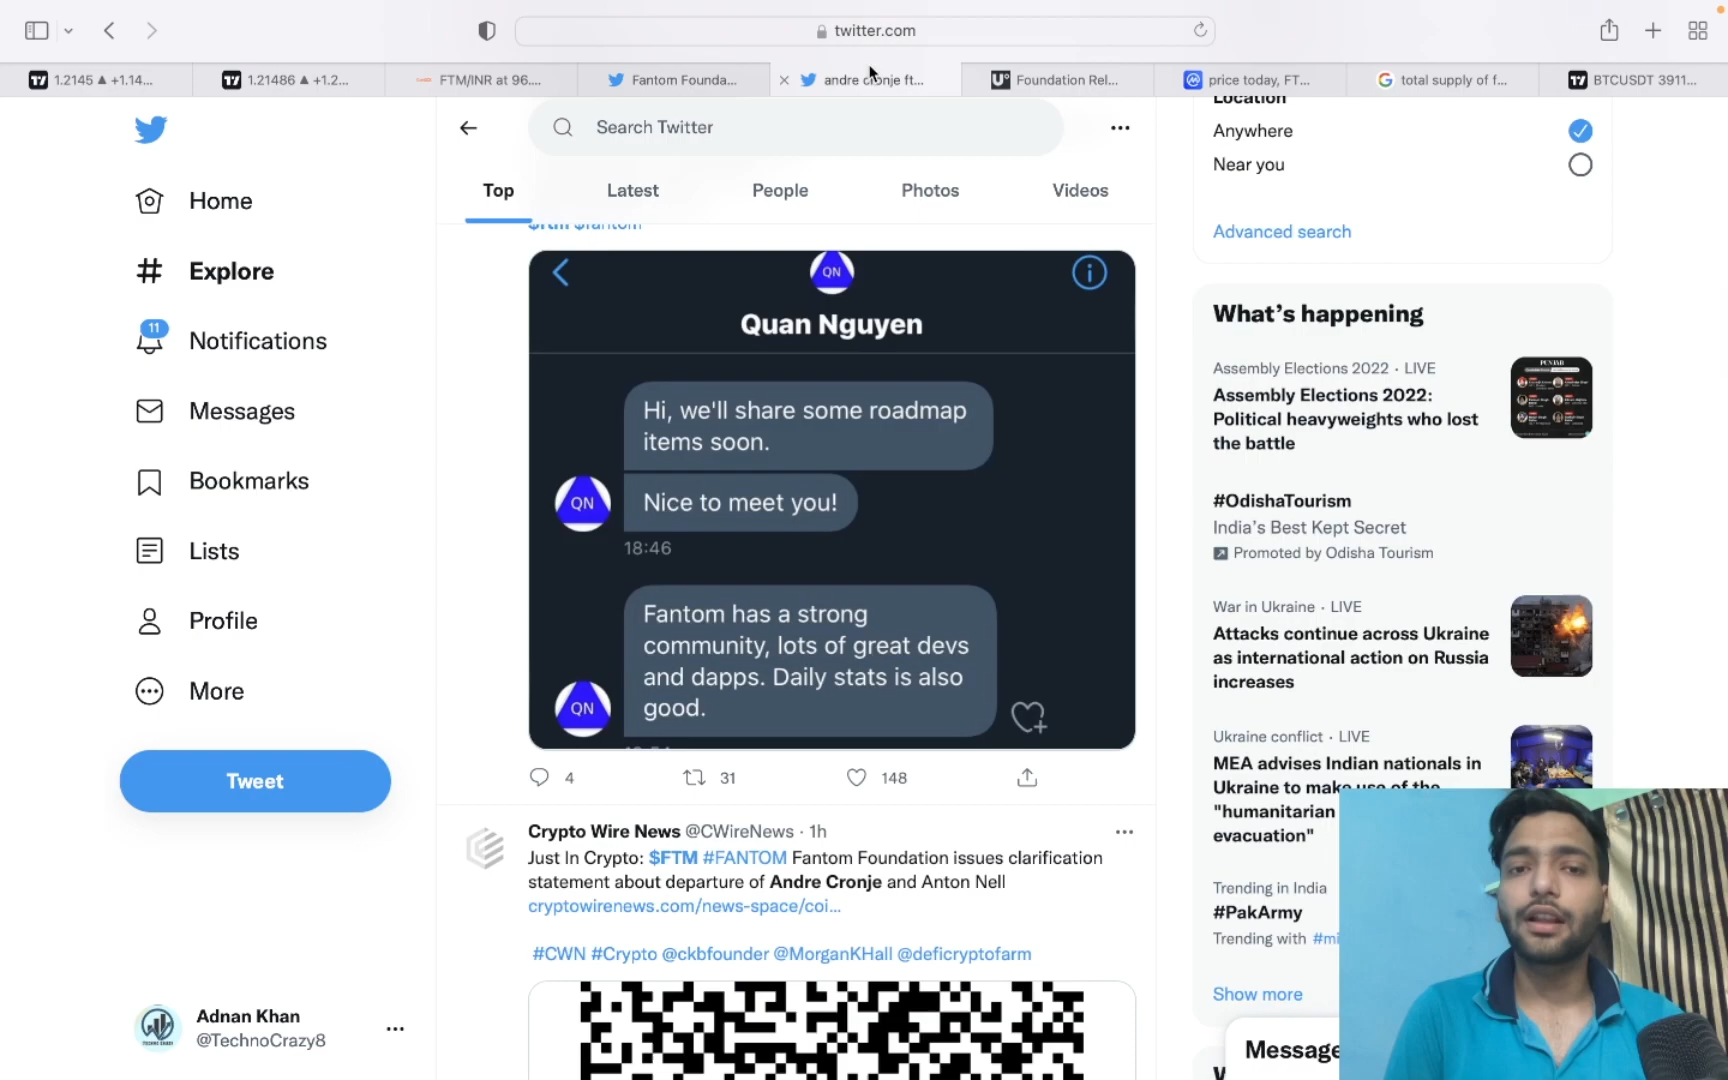 twitter.com
1.2145 ▲ +1.14...
1.21486 ▲ +1.2...
FTM/INR at 96....
Fantom Founda...
andre cronje ft...
Foundation Rel...
price today, FT...
total supply of f...
BTCUSDT 3911...
Search Twitter
Top
Latest
People
Photos
Videos
Home
Explore
11
Notifications
Messages
Bookmarks
Lists
Profile
More
Tweet
Adnan Khan
@TechnoCrazy8
$ftm $fantom
QN
Quan Nguyen
Hi, we'll share some roadmap
items soon.
QN
Nice to meet you!
18:46
Fantom has a strong
community, lots of great devs
and dapps. Daily stats is also
good.
QN
4
31
148
Crypto Wire News @CWireNews · 1h
Just In Crypto: $FTM #FANTOM Fantom Foundation issues clarification
statement about departure of Andre Cronje and Anton Nell
cryptowirenews.com/news-space/coi...
#CWN #Crypto @ckbfounder @MorganKHall @deficryptofarm
Location
Anywhere
Near you
Advanced search
What's happening
Assembly Elections 2022 · LIVE
Assembly Elections 2022:
Political heavyweights who lost
the battle
PUNJAB
#OdishaTourism
India's Best Kept Secret
Promoted by Odisha Tourism
War in Ukraine · LIVE
Attacks continue across Ukraine
as international action on Russia
increases
Ukraine conflict · LIVE
MEA advises Indian nationals in
Ukraine to make use of the
"humanitarian
evacuation"
Trending in India
#PakArmy
Trending with #mi
Show more
Message